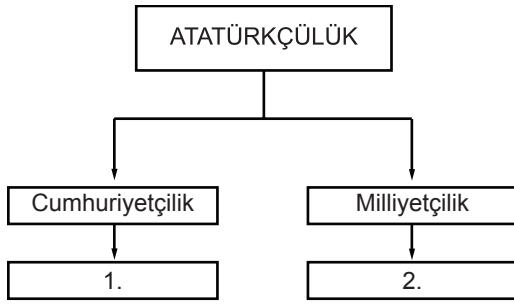 ATATÜRKÇÜLÜK
Cumhuriyetçilik
Milliyetçilik
1.
2.